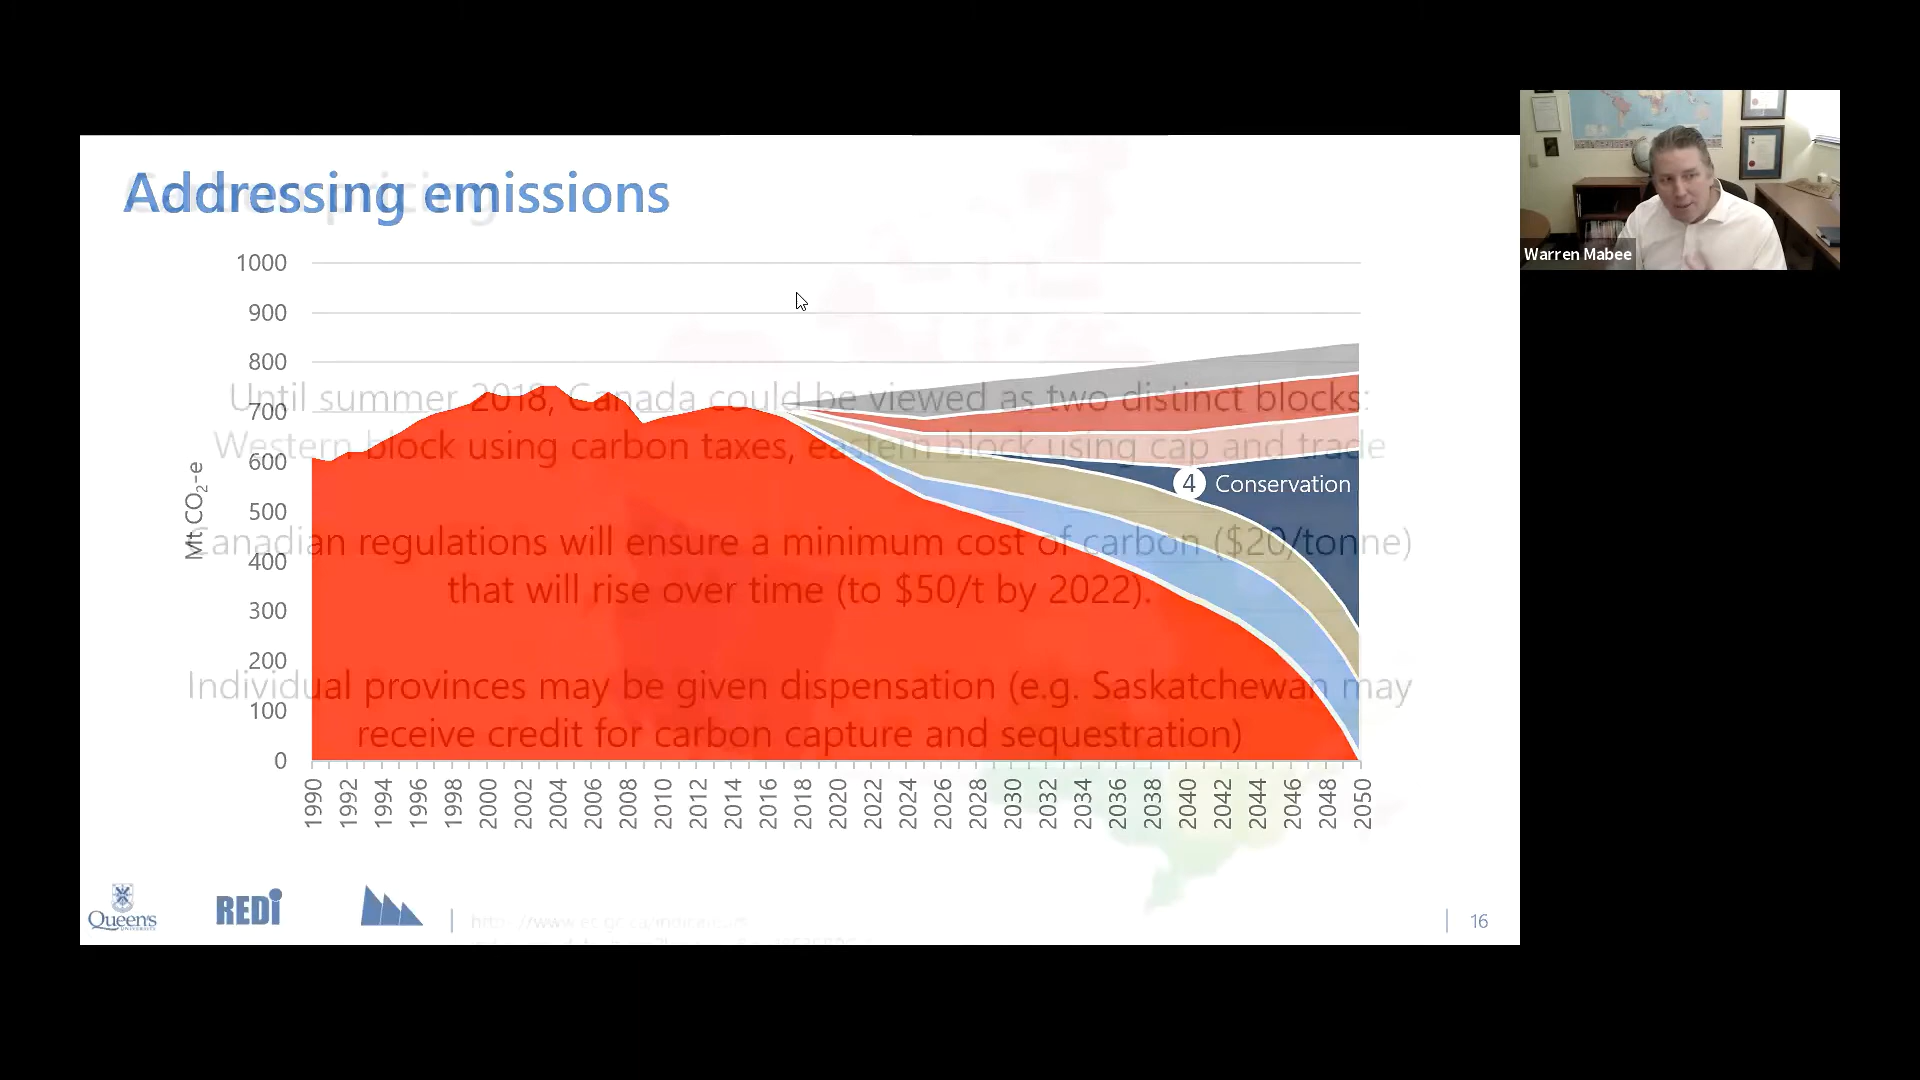 Addressing emissions
Carbon pricing
1000
900
800
700
600
500
400
300
200
100
0
Mt CO₂-e
Until summer 2018, Canada could be viewed as two distinct blocks:
Western block using carbon taxes, eastern block using cap and trade
4 Conservation
Canadian regulations will ensure a minimum cost of carbon ($20/tonne)
that will rise over time (to $50/t by 2022).
Individual provinces may be given dispensation (e.g. Saskatchewan may
receive credit for carbon capture and sequestration)
1990 1992 1994 1996 1998 2000 2002 2004 2006 2008 2010 2012 2014 2016 2018 2020 2022 2024 2026 2028 2030 2032 2034 2036 2038 2040 2042 2044 2046 2048 2050
Queen's
UNIVERSITY
REDi
16
Warren Mabee